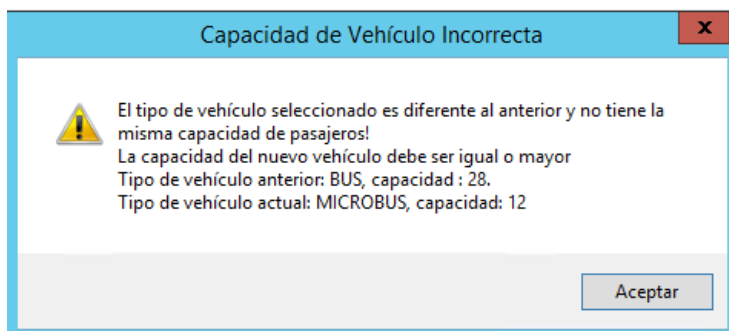 Capacidad de Vehículo Incorrecta
x
El tipo de vehículo seleccionado es diferente al anterior y no tiene la
misma capacidad de pasajeros!
La capacidad del nuevo vehículo debe ser igual o mayor
Tipo de vehículo anterior: BUS, capacidad : 28.
Tipo de vehículo actual: MICROBUS, capacidad: 12
Aceptar